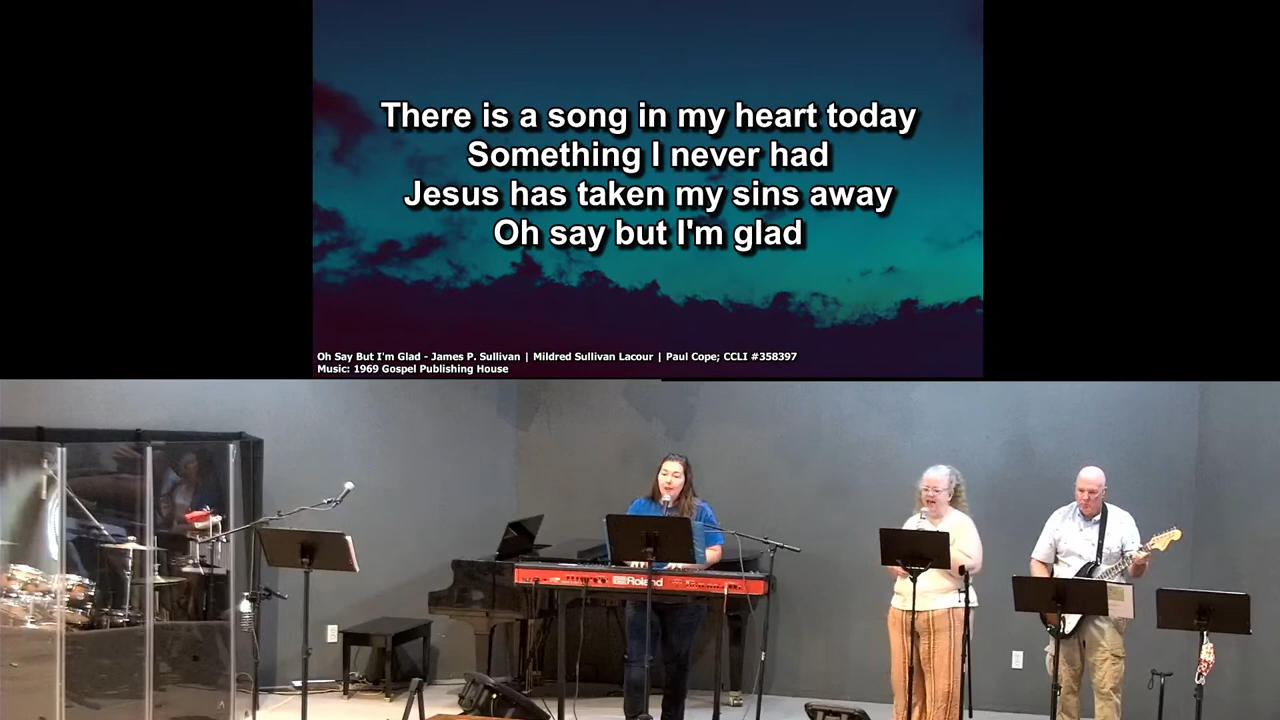 There is a song in my heart today
Something I never had
Jesus has taken my sins away
Oh say but I'm glad
Oh Say But I'm Glad - James P. Sullivan | Mildred Sullivan Lacour | Paul Cope; CCLI #358397
Music: 1969 Gospel Publishing House
Roland